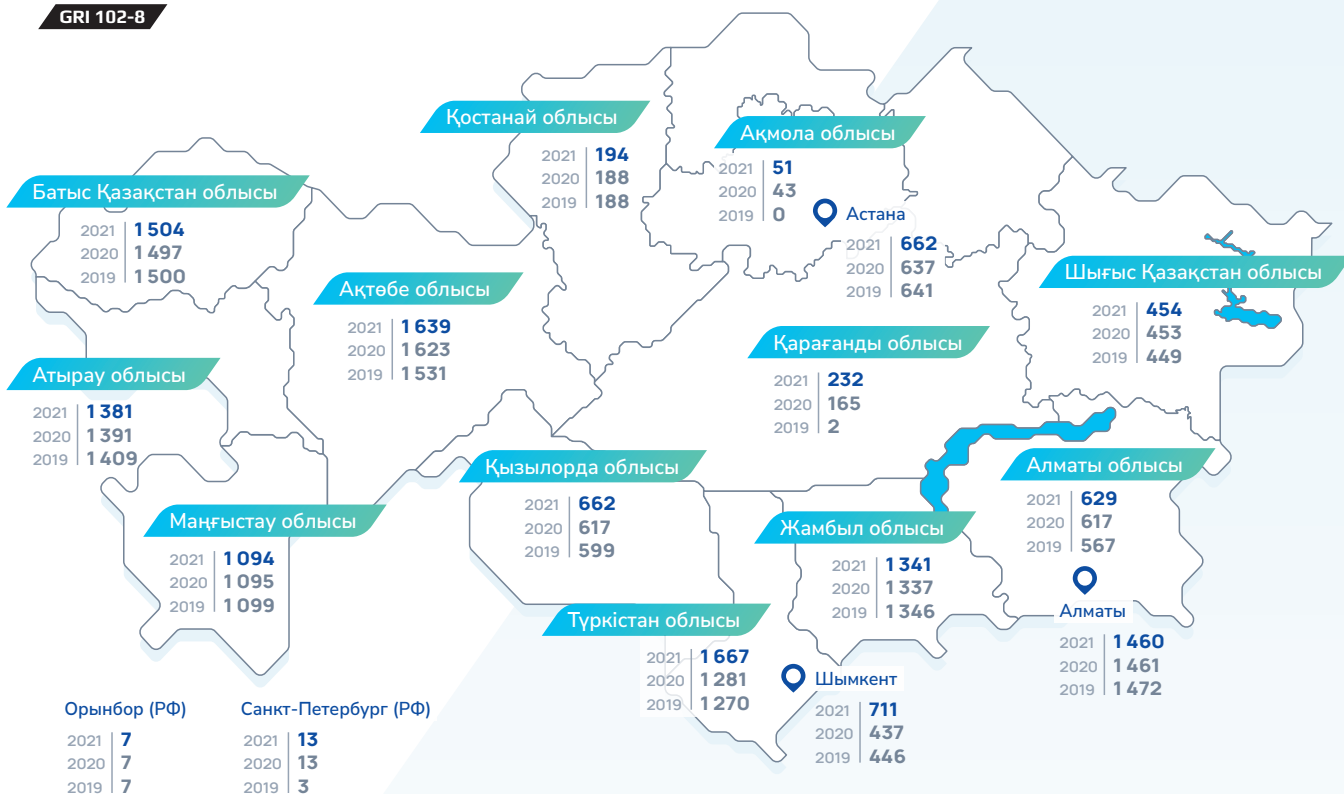 GRI 102-8
Қостанай облысы
2021 194
2020 188
2019 188
Ақмола облысы
2021 51
2020 43
2019 0
Астана
2021 662
2020 637
2019 641
Батыс Қазақстан облысы
2021 1 504
2020 1 497
2019 1 500
Ақтөбе облысы
2021 1 639
2020 1 623
2019 1 531
Шығыс Қазақстан облысы
2021 454
2020 453
2019 449
Қарағанды облысы
2021 232
2020 165
2019 2
Атырау облысы
2021 1 381
2020 1 391
2019 1 409
Қызылорда облысы
2021 662
2020 617
2019 599
Алматы облысы
2021 629
2020 617
2019 567
Маңғыстау облысы
2021 1 094
2020 1 095
2019 1 099
Жамбыл облысы
2021 1 341
2020 1 337
2019 1 346
Алматы
2021 1 460
2020 1 461
2019 1 472
Түркістан облысы
2021 1 667
2020 1 281
2019 1 270
Шымкент
2021 711
2020 437
2019 446
Орынбор (РФ)
2021 7
2020 7
2019 7
Санкт-Петербург (РФ)
2021 13
2020 13
2019 3